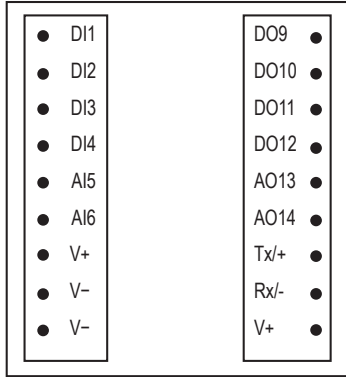 DI1
DI2
DI3
DI4
AI5
AI6
V+
V−
V−
DO9
DO10
DO11
DO12
AO13
AO14
Tx/+
Rx/-
V+